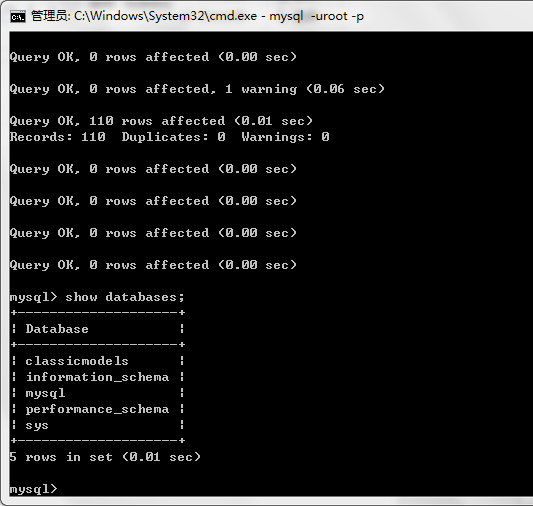 管理员: C:\Windows\System32\cmd.exe - mysql  -uroot -p
Query OK, 0 rows affected (0.00 sec)
Query OK, 0 rows affected, 1 warning (0.06 sec)
Query OK, 110 rows affected (0.01 sec)
Records: 110  Duplicates: 0  Warnings: 0
Query OK, 0 rows affected (0.00 sec)
Query OK, 0 rows affected (0.00 sec)
Query OK, 0 rows affected (0.00 sec)
Query OK, 0 rows affected (0.00 sec)
mysql> show databases;
+--------------------+
| Database           |
+--------------------+
| classicmodels      |
| information_schema |
| mysql              |
| performance_schema |
| sys                |
+--------------------+
5 rows in set (0.01 sec)
mysql>